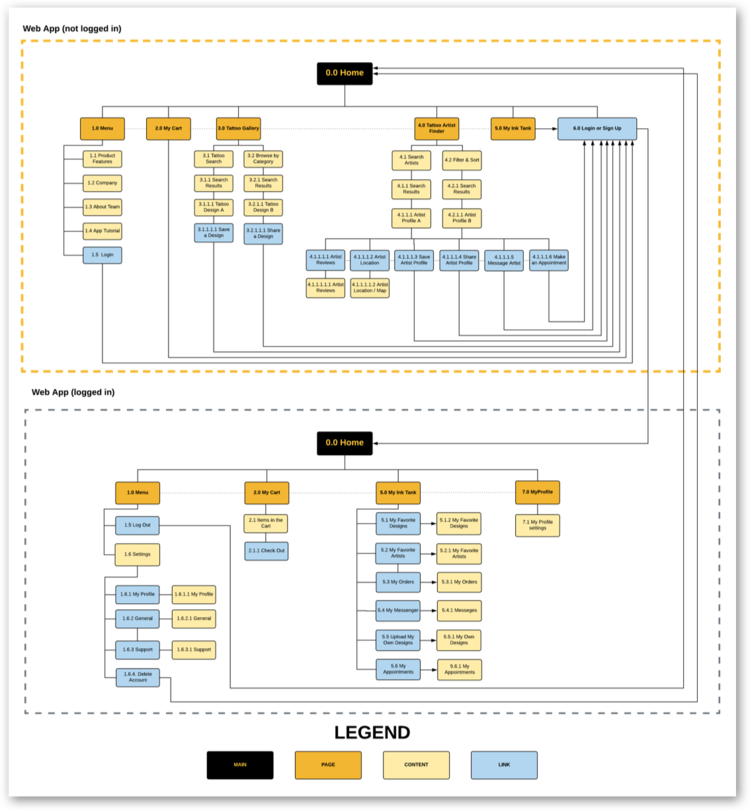 Web App (not logged in)
0.0 Home
1.0 Menu
2.0 My Cart
3.0 Tattoo Gallery
4.0 Tattoo Artist
Finder
5.0 My Ink Tank
6.0 Login or Sign Up
1.1 Product
Features
1.2 Company
1.3 About Team
1.4 App Tutorial
1.5 Login
3.1 Tattoo
Search
3.1.1 Search
Results
3.1.1.1 Tattoo
Design A
3.1.1.1.1 Save
a Design
3.2 Browse by
Category
3.2.1 Search
Results
3.2.1.1 Tattoo
Design B
3.2.1.1.1 Share
a Design
4.1 Search
Artists
4.1.1 Search
Results
4.1.1.1 Artist
Profile A
4.2 Filter & Sort
4.2.1 Search
Results
4.2.1.1 Artist
Profile B
4.1.1.1.1 Artist
Reviews
4.1.1.1.2 Artist
Location
4.1.1.1.3 Save
Artist Profile
4.1.1.1.4 Share
Artist Profile
4.1.1.1.5
Message Artist
4.1.1.1.6 Make
an Appointment
4.1.1.1.1.1 Artist
Reviews
4.1.1.1.1.2 Artist
Location / Map
Web App (logged in)
0.0 Home
1.0 Menu
2.0 My Cart
5.0 My Ink Tank
7.0 MyProfile
1.5 Log Out
1.6 Settings
1.6.1 My Profile
1.6.1.1 My Profile
1.6.2 General
1.6.2.1 General
1.6.3 Support
1.6.3.1 Support
1.6.4. Delete
Account
2.1 Items in the
Cart
2.1.1 Check Out
5.1 My Favorite
Designs
5.1.2 My Favorite
Designs
5.2 My Favorite
Artists
5.2.1 My Favorite
Artists
5.3 My Orders
5.3.1 My Orders
5.4 My Messenger
5.4.1 Messeges
5.5 Upload My
Own Designs
5.5.1 My Own
Designs
5.6 My
Appointments
5.6.1 My
Appointments
7.1 My Profile
settings
LEGEND
MAIN
PAGE
CONTENT
LINK